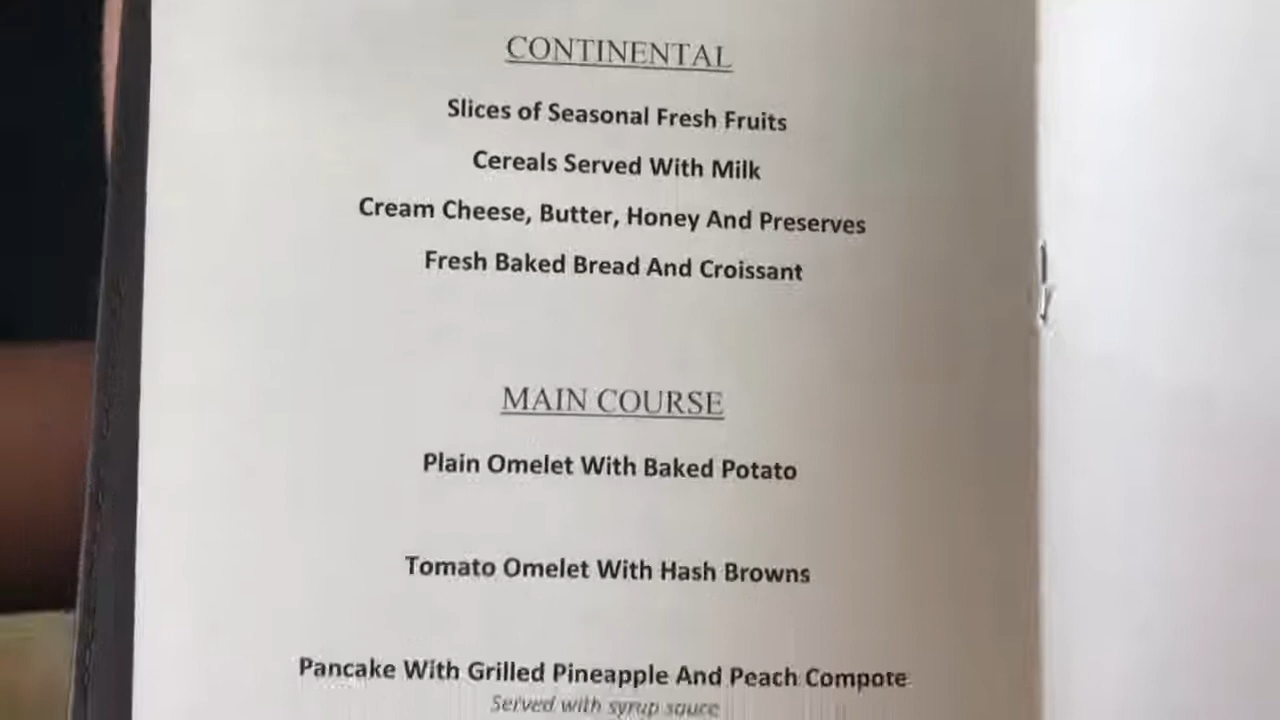 CONTINENTAL
Slices of Seasonal Fresh Fruits
Cereals Served With Milk
Cream Cheese, Butter, Honey And Preserves
Fresh Baked Bread And Croissant
MAIN COURSE
Plain Omelet With Baked Potato
Tomato Omelet With Hash Browns
Pancake With Grilled Pineapple And Peach Compote
Served with syrup sauce